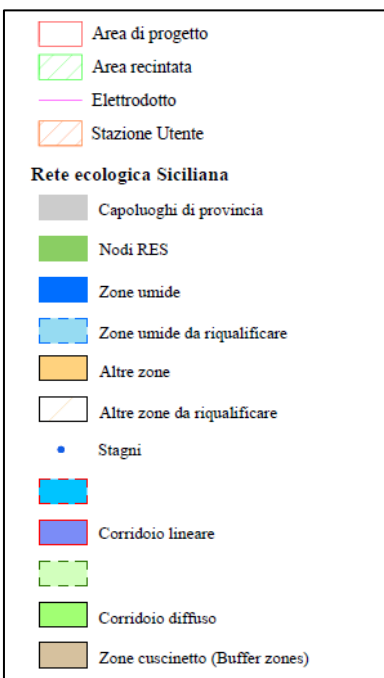 Area di progetto
Area recintata
Elettrodotto
Stazione Utente
Rete ecologica Siciliana
Capoluoghi di provincia
Nodi RES
Zone umide
Zone umide da riqualificare
Altre zone
Altre zone da riqualificare
Stagni
Corridoio lineare
Corridoio diffuso
Zone cuscinetto (Buffer zones)